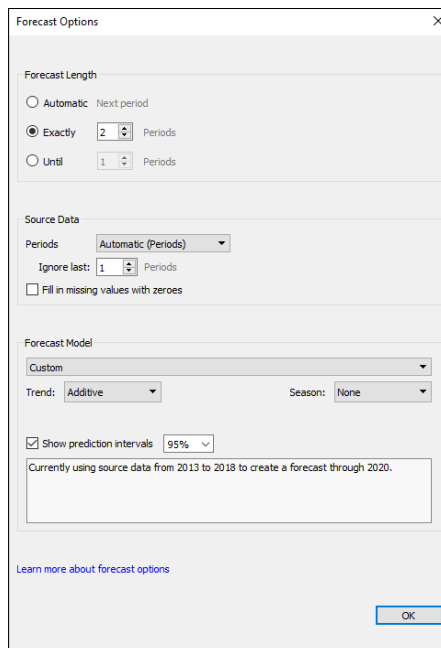 Forecast Options
Forecast Length
Automatic Next period
Exactly 2 Periods
Until 1 Periods
Source Data
Periods Automatic (Periods)
Ignore last: 1 Periods
Fill in missing values with zeroes
Forecast Model
Custom
Trend: Additive Season: None
Show prediction intervals 95%
Currently using source data from 2013 to 2018 to create a forecast through 2020.
Learn more about forecast options
OK